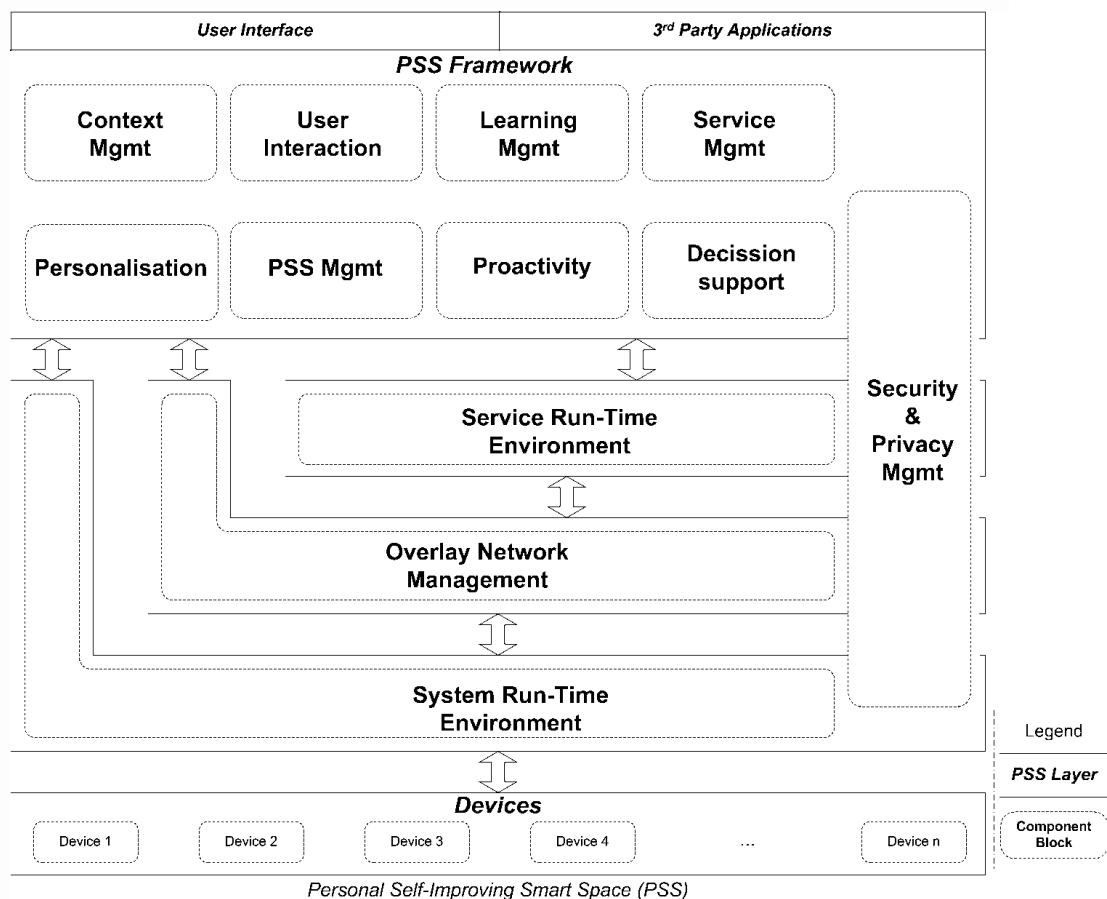 User Interface
3rd Party Applications
PSS Framework
Context
Mgmt
User
Interaction
Learning
Mgmt
Service
Mgmt
Personalisation
PSS Mgmt
Proactivity
Decission
support
Security
&
Privacy
Mgmt
Service Run-Time
Environment
Overlay Network
Management
System Run-Time
Environment
Devices
Device 1
Device 2
Device 3
Device 4
...
Device n
Personal Self-Improving Smart Space (PSS)
Legend
PSS Layer
Component
Block